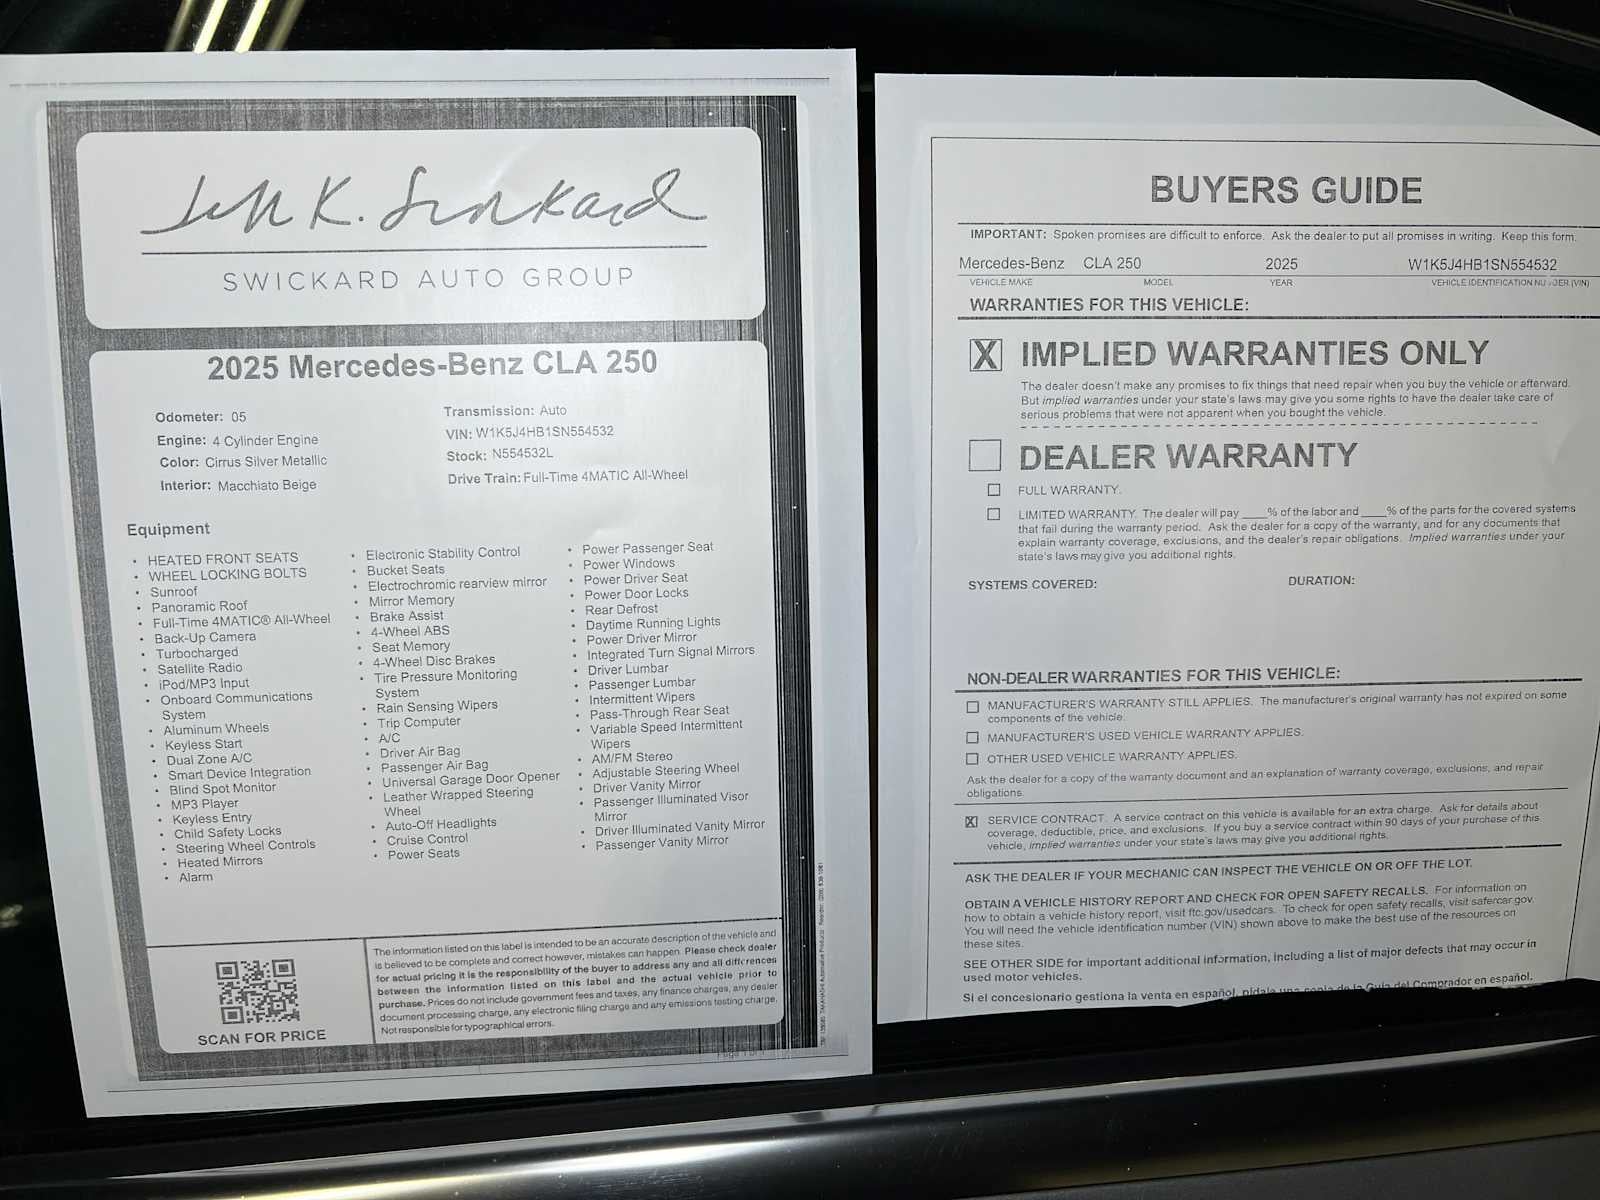 Jeff K. Swickard
SWICKARD AUTO GROUP
2025 Mercedes-Benz CLA 250
Odometer: 05
Engine: 4 Cylinder Engine
Color: Cirrus Silver Metallic
Interior: Macchiato Beige
Transmission: Auto
VIN: W1K5J4HB1SN554532
Stock: N554532L
Drive Train: Full-Time 4MATIC All-Wheel
Equipment
• HEATED FRONT SEATS
• WHEEL LOCKING BOLTS
• Sunroof
• Panoramic Roof
• Full-Time 4MATIC® All-Wheel
• Back-Up Camera
• Turbocharged
• Satellite Radio
• iPod/MP3 Input
• Onboard Communications
System
• Aluminum Wheels
• Keyless Start
• Dual Zone A/C
• Smart Device Integration
• Blind Spot Monitor
• MP3 Player
• Keyless Entry
• Child Safety Locks
• Steering Wheel Controls
• Heated Mirrors
• Alarm
• Electronic Stability Control
• Bucket Seats
• Electrochromic rearview mirror
• Mirror Memory
• Brake Assist
• 4-Wheel ABS
• Seat Memory
• 4-Wheel Disc Brakes
• Tire Pressure Monitoring
System
• Rain Sensing Wipers
• Trip Computer
• A/C
• Driver Air Bag
• Passenger Air Bag
• Universal Garage Door Opener
• Leather Wrapped Steering
Wheel
• Auto-Off Headlights
• Cruise Control
• Power Seats
• Power Passenger Seat
• Power Windows
• Power Driver Seat
• Power Door Locks
• Rear Defrost
• Daytime Running Lights
• Power Driver Mirror
• Integrated Turn Signal Mirrors
• Driver Lumbar
• Passenger Lumbar
• Intermittent Wipers
• Pass-Through Rear Seat
• Variable Speed Intermittent
Wipers
• AM/FM Stereo
• Adjustable Steering Wheel
• Driver Vanity Mirror
• Passenger Illuminated Visor
Mirror
• Driver Illuminated Vanity Mirror
• Passenger Vanity Mirror
SCAN FOR PRICE
The information listed on this label is intended to be an accurate description of the vehicle and
is believed to be complete and correct however, mistakes can happen. Please check dealer
for actual pricing it is the responsibility of the buyer to address any and all differences
between the information listed on this label and the actual vehicle prior to
purchase. Prices do not include government fees and taxes, any finance charges, any dealer
document processing charge, any electronic filing charge and any emissions testing charge.
Not responsible for typographical errors.
Page 1 of 1
BUYERS GUIDE
IMPORTANT: Spoken promises are difficult to enforce. Ask the dealer to put all promises in writing. Keep this form.
Mercedes-Benz CLA 250 2025 W1K5J4HB1SN554532
VEHICLE MAKE MODEL YEAR VEHICLE IDENTIFICATION NUMBER (VIN)
WARRANTIES FOR THIS VEHICLE:
X IMPLIED WARRANTIES ONLY
The dealer doesn't make any promises to fix things that need repair when you buy the vehicle or afterward.
But implied warranties under your state's laws may give you some rights to have the dealer take care of
serious problems that were not apparent when you bought the vehicle.
DEALER WARRANTY
FULL WARRANTY.
LIMITED WARRANTY. The dealer will pay ____% of the labor and ____% of the parts for the covered systems
that fail during the warranty period. Ask the dealer for a copy of the warranty, and for any documents that
explain warranty coverage, exclusions, and the dealer's repair obligations. Implied warranties under your
state's laws may give you additional rights.
SYSTEMS COVERED: DURATION:
NON-DEALER WARRANTIES FOR THIS VEHICLE:
MANUFACTURER'S WARRANTY STILL APPLIES. The manufacturer's original warranty has not expired on some
components of the vehicle.
MANUFACTURER'S USED VEHICLE WARRANTY APPLIES.
OTHER USED VEHICLE WARRANTY APPLIES.
Ask the dealer for a copy of the warranty document and an explanation of warranty coverage, exclusions, and repair
obligations.
X SERVICE CONTRACT. A service contract on this vehicle is available for an extra charge. Ask for details about
coverage, deductible, price, and exclusions. If you buy a service contract within 90 days of your purchase of this
vehicle, implied warranties under your state's laws may give you additional rights.
ASK THE DEALER IF YOUR MECHANIC CAN INSPECT THE VEHICLE ON OR OFF THE LOT.
OBTAIN A VEHICLE HISTORY REPORT AND CHECK FOR OPEN SAFETY RECALLS. For information on
how to obtain a vehicle history report, visit ftc.gov/usedcars. To check for open safety recalls, visit safercar.gov.
You will need the vehicle identification number (VIN) shown above to make the best use of the resources on
these sites.
SEE OTHER SIDE for important additional information, including a list of major defects that may occur in
used motor vehicles.
Si el concesionario gestiona la venta en español, pídale una copia de la Guía del Comprador en español.